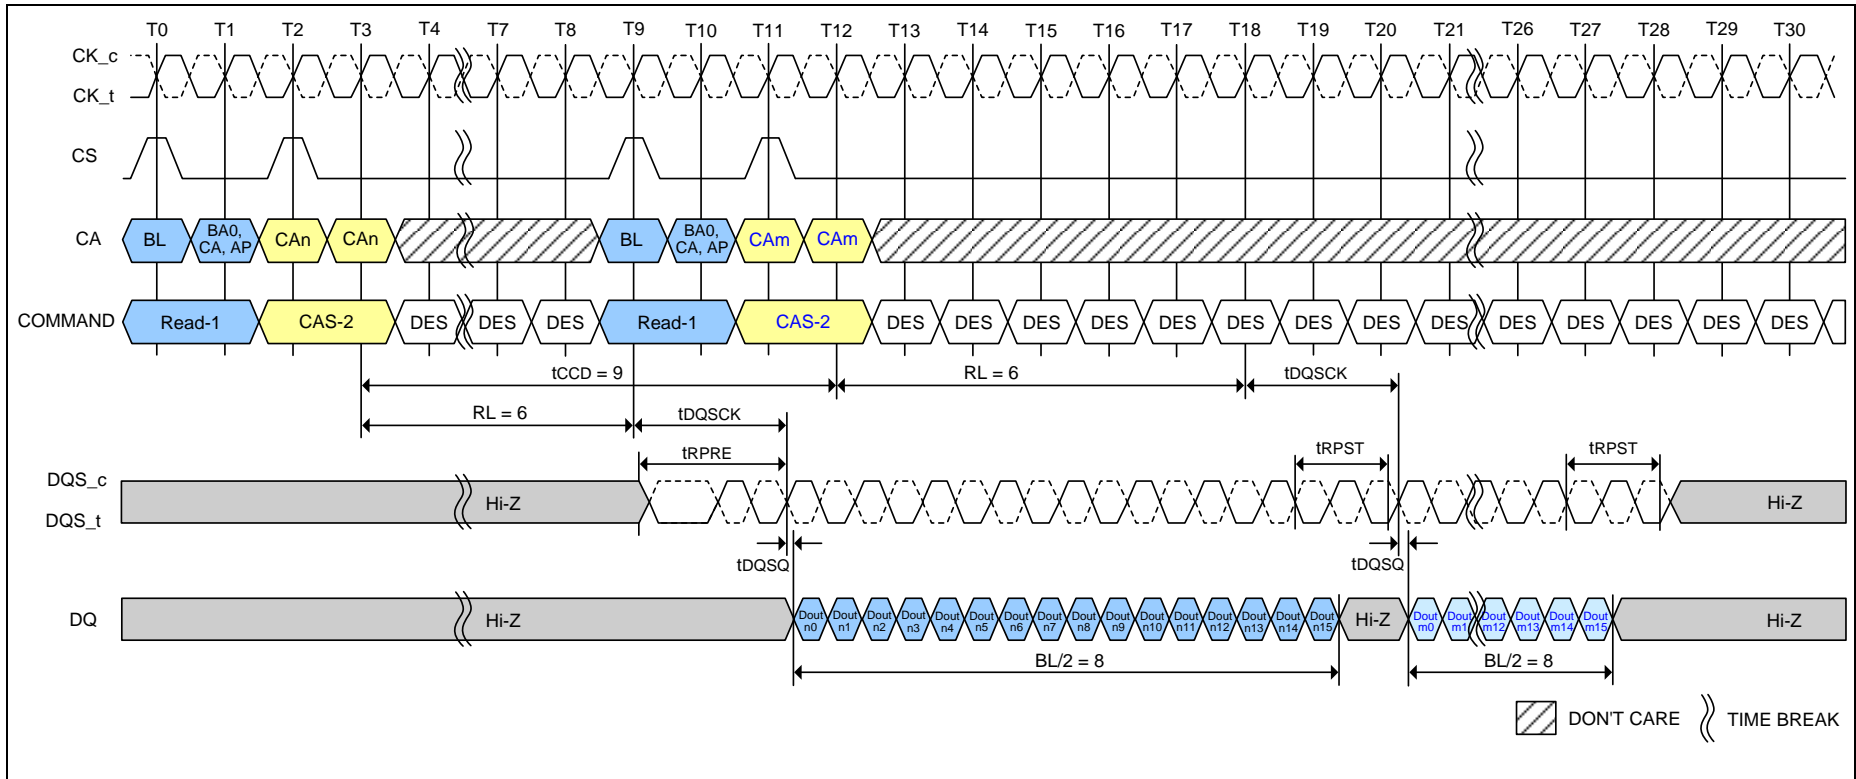 T0 T1 T2 T3 T4 T7 T8 T9 T10 T11 T12 T13 T14 T15 T16 T17 T18 T19 T20 T21 T26 T27 T28 T29 T30
CK_c
CK_t
CS
CA BL BA0, CA, AP CAn CAn BL BA0, CA, AP CAm CAm
COMMAND Read-1 CAS-2 DES DES DES Read-1 CAS-2 DES DES DES DES DES DES DES DES DES DES DES DES DES DES
tCCD = 9 RL = 6 tDQSCK
RL = 6 tDQSCK
tRPRE tRPST tRPST
DQS_c
Hi-Z Hi-Z
DQS_t
tDQSQ tDQSQ
DQ Hi-Z Dout n0 Dout n1 Dout n2 Dout n3 Dout n4 Dout n5 Dout n6 Dout n7 Dout n8 Dout n9 Dout n10 Dout n11 Dout n12 Dout n13 Dout n14 Dout n15 Hi-Z Dout m0 Dout m1 Dout m12 Dout m13 Dout m14 Dout m15 Hi-Z
BL/2 = 8 BL/2 = 8
DON'T CARE TIME BREAK